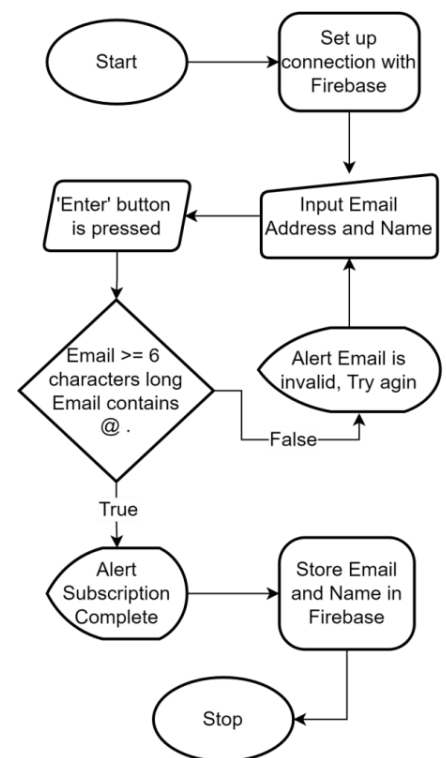 Start
Set up
connection with
Firebase
Input Email
Address and Name
'Enter' button
is pressed
Email >= 6
characters long
Email contains
@ .
False
Alert Email is
invalid, Try agin
True
Alert
Subscription
Complete
Store Email
and Name in
Firebase
Stop